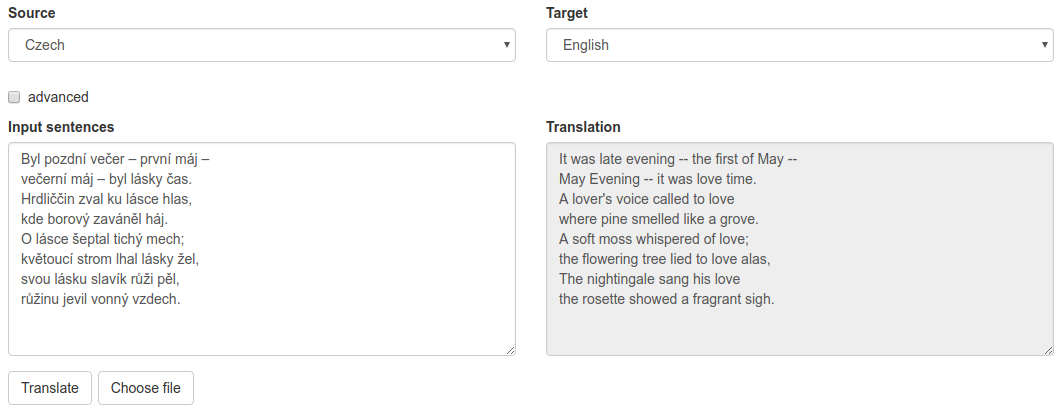 Source
Target
Czech
English
advanced
Input sentences
Translation
Byl pozdní večer – první máj –
večerní máj – byl lásky čas.
Hrdliččin zval ku lásce hlas,
kde borový zaváněl háj.
O lásce šeptal tichý mech;
květoucí strom lhal lásky žel,
svou lásku slavík růži pěl,
růžinu jevil vonný vzdech.
It was late evening -- the first of May --
May Evening -- it was love time.
A lover's voice called to love
where pine smelled like a grove.
A soft moss whispered of love;
the flowering tree lied to love alas,
The nightingale sang his love
the rosette showed a fragrant sigh.
Translate
Choose file